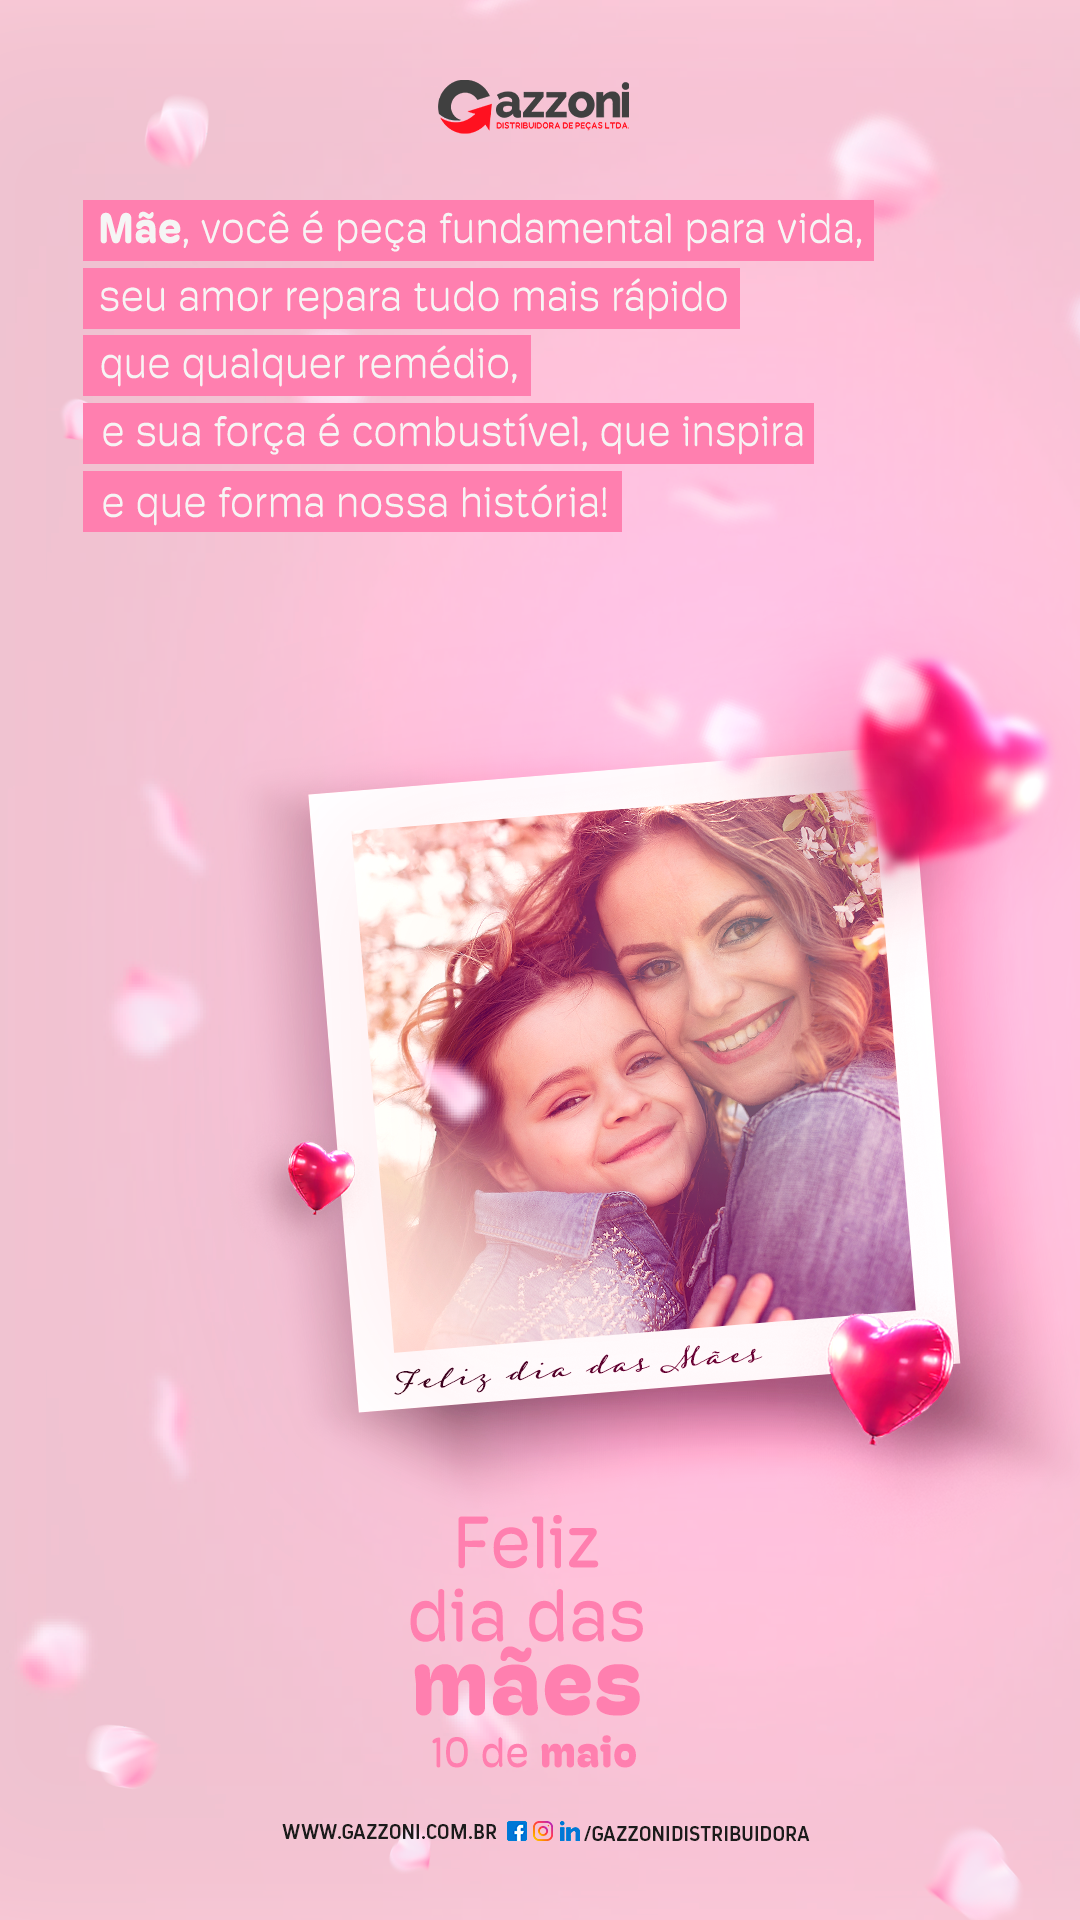 Gazzoni
DISTRIBUIDORA DE PEÇAS LTDA.
Mãe, você é peça fundamental para vida,
seu amor repara tudo mais rápido
que qualquer remédio,
e sua força é combustível, que inspira
e que forma nossa história!
Feliz dia das Mães
Feliz
dia das
mães
10 de maio
WWW.GAZZONI.COM.BR /GAZZONIDISTRIBUIDORA